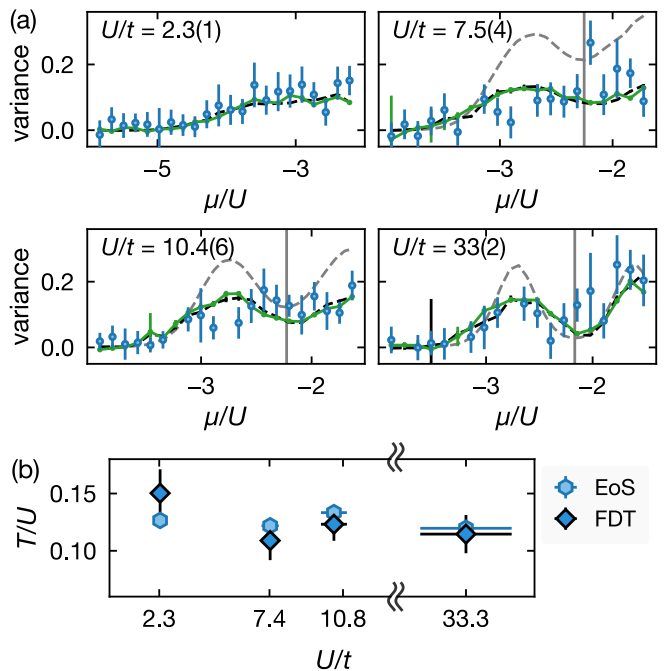 (a)
U/t = 2.3(1)
U/t = 7.5(4)
variance
0.2
0.0
−5
−3
−3
−2
μ/U
μ/U
U/t = 10.4(6)
U/t = 33(2)
variance
0.2
0.0
−3
−2
−3
−2
μ/U
μ/U
(b)
T/U
0.15
0.10
EoS
FDT
2.3
7.4
10.8
33.3
U/t